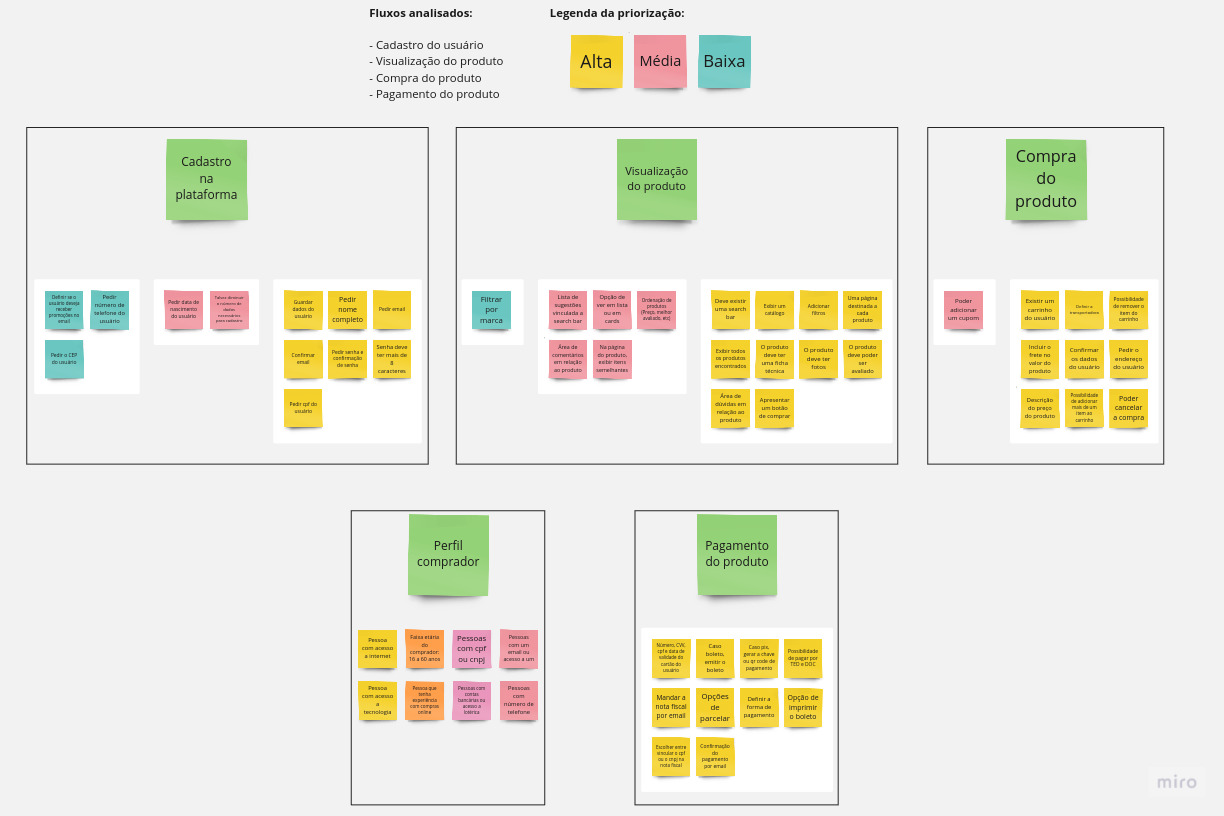 Fluxos analisados:
- Cadastro do usuário
- Visualização do produto
- Compra do produto
- Pagamento do produto
Legenda da priorização:
Alta
Média
Baixa
Cadastro
na
plataforma
Definir se o
usuário deseja
receber
promoções no
email
Pedir
número de
telefone do
usuário
Pedir o CEP
do usuário
Pedir data de
nascimento
do usuário
Talvez diminuir
o número de
dados
necessários
para cadastro
Guardar
dados do
usuário
Pedir
nome
completo
Pedir email
Confirmar
email
Pedir senha e
confirmação
de senha
Senha deve
ter mais de
8
caracteres
Pedir cpf do
usuário
Visualização
do produto
Filtrar
por
marca
Lista de
sugestões
vinculada a
search bar
Opção de
ver em lista
ou em
cards
Ordenação de
produtos
(Preço, melhor
avaliado, etc)
Área de
comentários
em relação
ao produto
Na página
do produto,
exibir itens
semelhantes
Deve existir
uma search
bar
Exibir um
catálogo
Adicionar
filtros
Uma página
destinada a
cada
produto
Exibir todos
os produtos
encontrados
O produto
deve ter
uma ficha
técnica
O produto
deve ter
fotos
O produto
deve poder
ser
avaliado
Área de
dúvidas em
relação ao
produto
Apresentar
um botão
de comprar
Compra
do
produto
Poder
adicionar
um cupom
Existir um
carrinho
do usuário
Definir a
transportadora
Possibilidade
de remover o
item do
carrinho
Incluir o
frete no
valor do
produto
Confirmar
os dados
do usuário
Pedir o
endereço
do usuário
Descrição
do preço
do produto
Possibilidade
de adicionar
mais de um
item ao
carrinho
Poder
cancelar
a compra
Perfil
comprador
Pessoa
com acesso
a internet
Faixa etária
do
comprador:
16 a 60 anos
Pessoas
com cpf
ou cnpj
Pessoas
com um
email ou
acesso a um
Pessoa
com acesso
a
tecnologia
Pessoa que
tenha
experiência
com compras
online
Pessoas com
contas
bancárias ou
acesso a
lotérica
Pessoas
com
número de
telefone
Pagamento
do produto
Número, CVV,
cpf e data de
validade do
cartão do
usuário
Caso
boleto,
emitir o
boleto
Caso pix,
gerar a chave
ou qr code de
pagamento
Possibilidade
de pagar por
TED e DOC
Mandar a
nota fiscal
por email
Opções
de
parcelar
Definir a
forma de
pagamento
Opção de
imprimir
o boleto
Escolher entre
vincular o cpf
ou o cnpj na
nota fiscal
Confirmação
do
pagamento
por email
miro